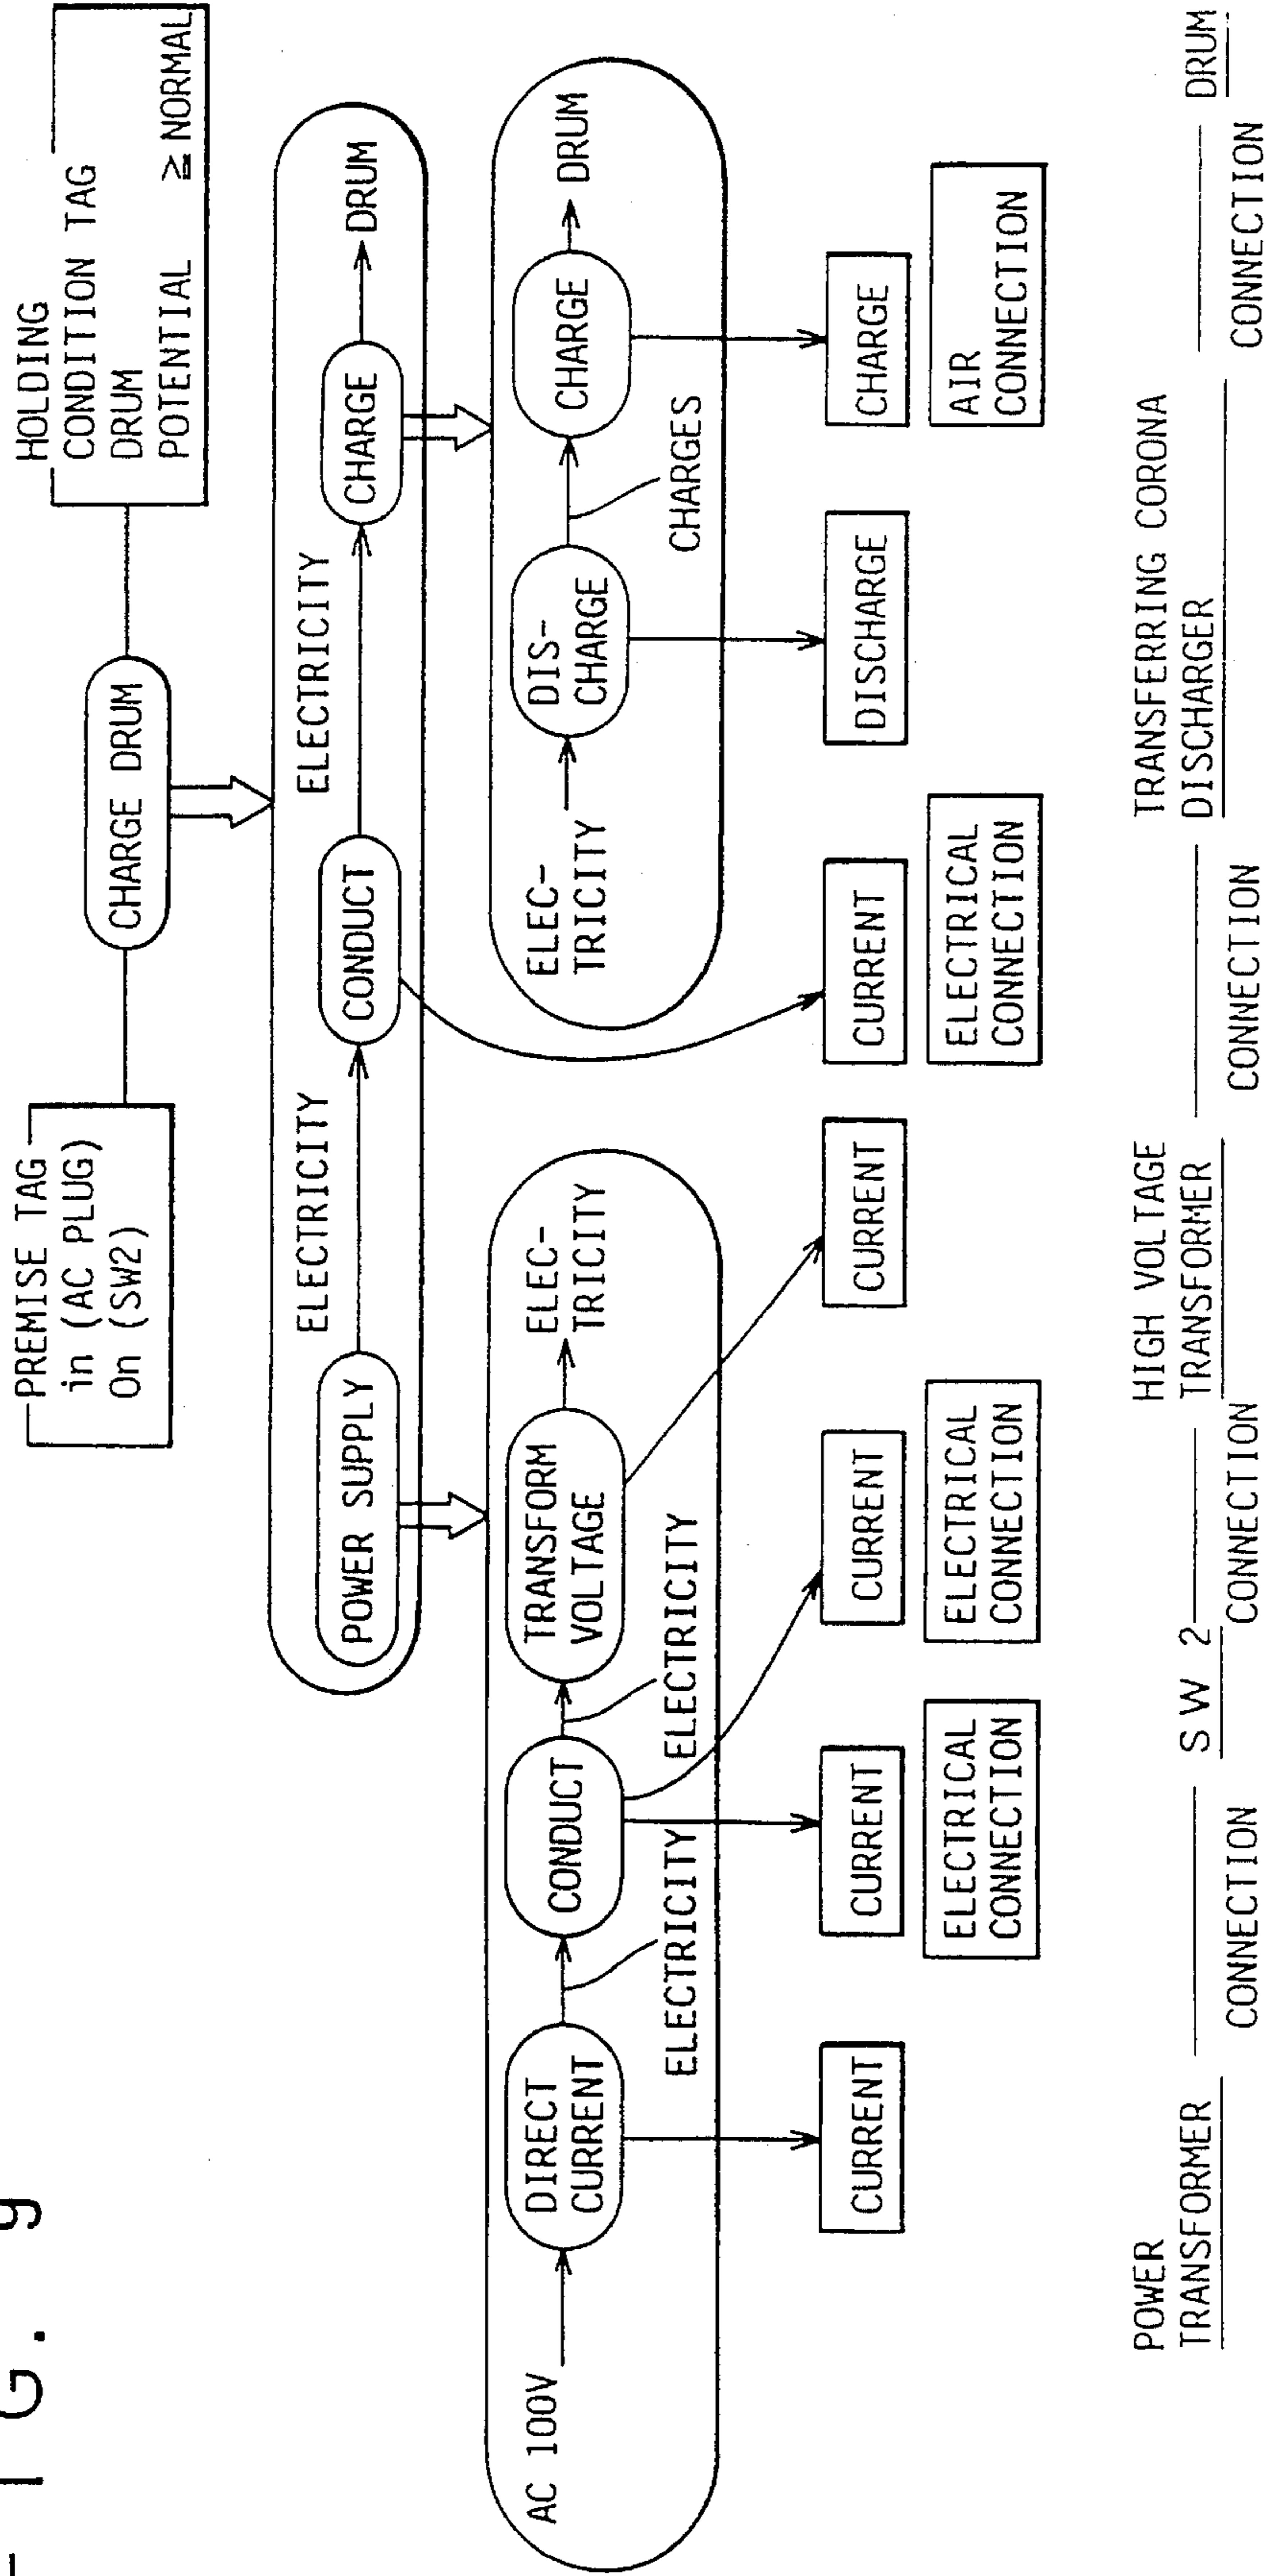 FIG. 9
PREMISE TAG
in (AC PLUG)
On (SW2)
CHARGE DRUM
HOLDING
CONDITION TAG
DRUM
POTENTIAL ≧ NORMAL
POWER SUPPLY
ELECTRICITY
CONDUCT
ELECTRICITY
CHARGE
DRUM
AC 100V
DIRECT
CURRENT
ELECTRICITY
CONDUCT
ELECTRICITY
TRANSFORM
VOLTAGE
ELEC-
TRICITY
ELEC-
TRICITY
DIS-
CHARGE
CHARGES
CHARGE
DRUM
CURRENT
CURRENT
CURRENT
CURRENT
CURRENT
DISCHARGE
CHARGE
ELECTRICAL
CONNECTION
ELECTRICAL
CONNECTION
ELECTRICAL
CONNECTION
AIR
CONNECTION
POWER
TRANSFORMER
CONNECTION
SW 2
CONNECTION
HIGH VOLTAGE
TRANSFORMER
CONNECTION
TRANSFERRING CORONA
DISCHARGER
CONNECTION
DRUM